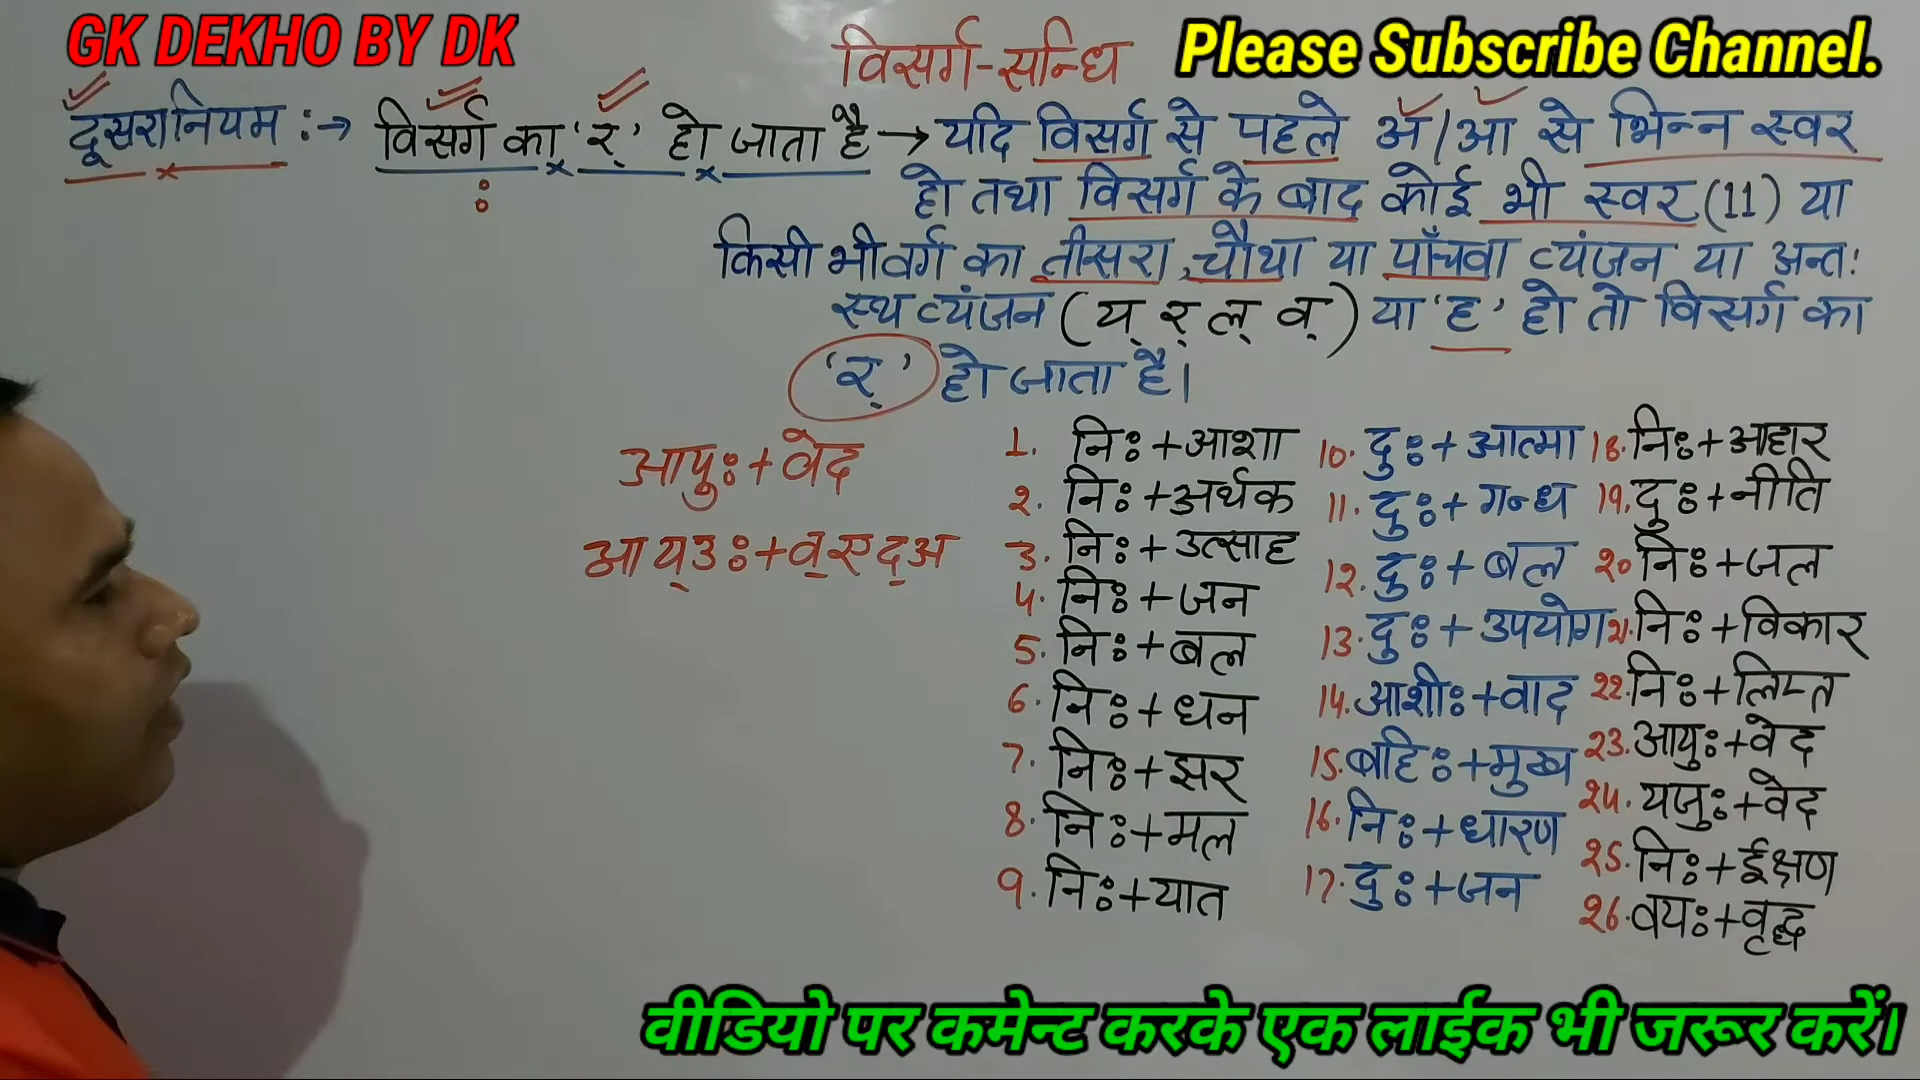 GK DEKHO BY DK
विसर्ग-सन्धि
Please Subscribe Channel.
दूसरा नियम :→ विसर्ग का 'र्' हो जाता है → यदि विसर्ग से पहले अ/आ से भिन्न स्वर
हो तथा विसर्ग के बाद कोई भी स्वर (11) या
किसी भी वर्ग का तीसरा, चौथा या पाँचवा व्यंजन या अन्तः
स्थ व्यंजन (य् र् ल् व्) या 'ह' हो तो विसर्ग का
'र्' हो जाता है।
आयुः + वेद
आय्उः + व्एद्अ
1. निः + आशा
2. निः + अर्थक
3. निः + उत्साह
4. निः + जन
5. निः + बल
6. निः + धन
7. निः + झर
8. निः + मल
9. निः + यात
10. दुः + आत्मा
11. दुः + गन्ध
12. दुः + बल
13. दुः + उपयोग
14. आशीः + वाद
15. बहिः + मुख
16. निः + धारण
17. दुः + जन
18. निः + आहार
19. दुः + नीति
20 निः + जल
21. निः + विकार
22. निः + लिप्त
23. आयुः + वेद
24. यजुः + वेद
25. निः + ईक्षण
26. वयः + वृद्ध
वीडियो पर कमेन्ट करके एक लाईक भी जरूर करें।